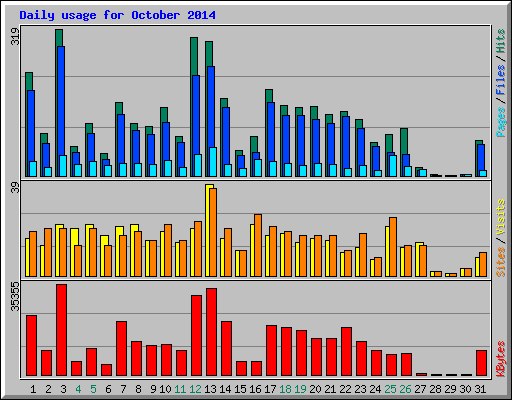 Daily usage for October 2014
319
Pages / Files / Hits
39
Sites / Visits
35355
KBytes
1 2 3 4 5 6 7 8 9 10 11 12 13 14 15 16 17 18 19 20 21 22 23 24 25 26 27 28 29 30 31